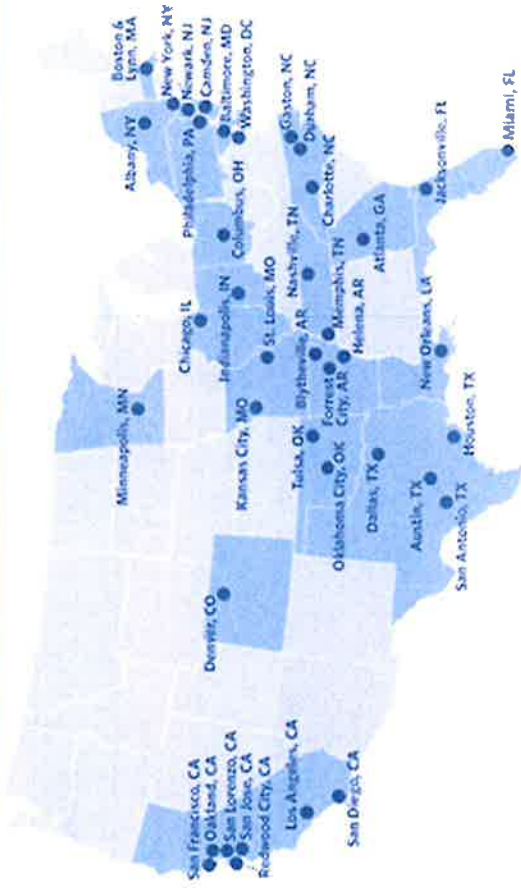 San Francisco, CA
Oakland, CA
San Lorenzo, CA
San Jose, CA
Redwood City, CA
Los Angeles, CA
San Diego, CA
Denver, CO
Minneapolis, MN
Kansas City, MO
Tulsa, OK
Oklahoma City, OK
Dallas, TX
Austin, TX
San Antonio, TX
Houston, TX
Chicago, IL
Indianapolis, IN
St. Louis, MO
Blytheville, AR
Forrest
City, AR
Memphis, TN
Helena, AR
Nashville, TN
New Orleans, LA
Columbus, OH
Albany, NY
Boston &
Lynn, MA
New York, NY
Newark, NJ
Camden, NJ
Philadelphia, PA
Baltimore, MD
Washington, DC
Gaston, NC
Durham, NC
Charlotte, NC
Atlanta, GA
Jacksonville, FL
Miami, FL